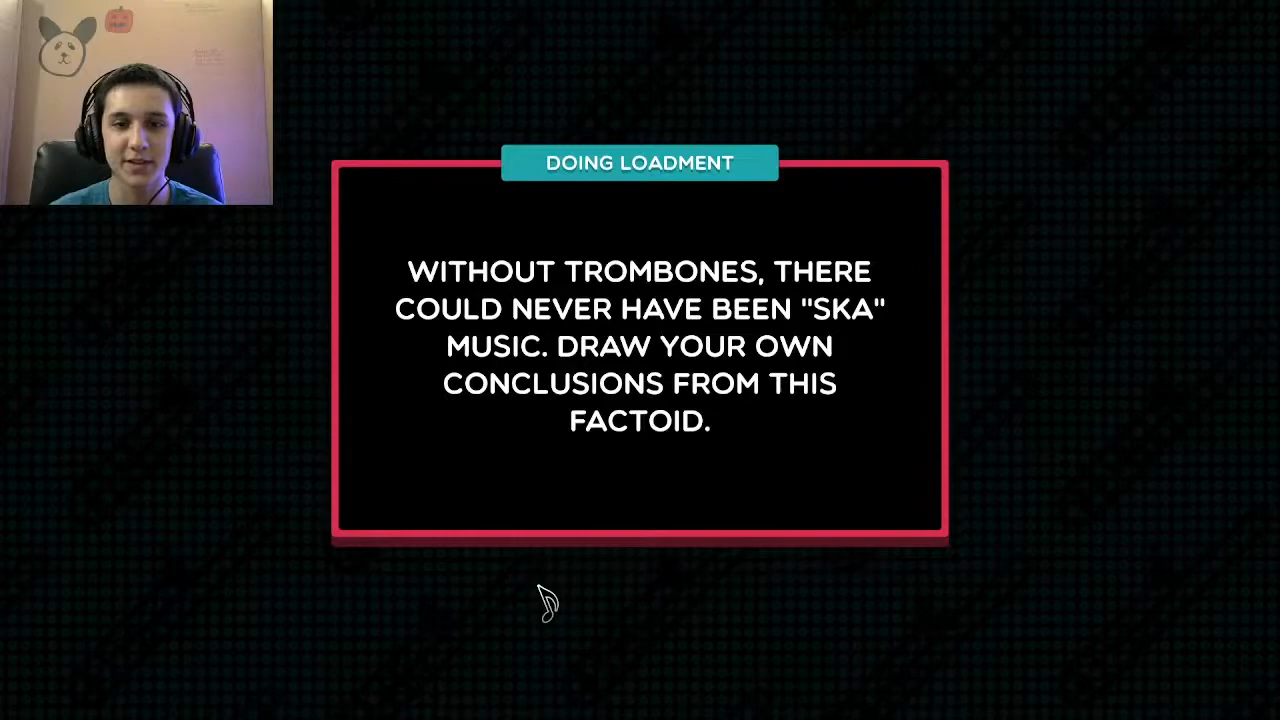 DOING LOADMENT
WITHOUT TROMBONES, THERE
COULD NEVER HAVE BEEN "SKA"
MUSIC. DRAW YOUR OWN
CONCLUSIONS FROM THIS
FACTOID.